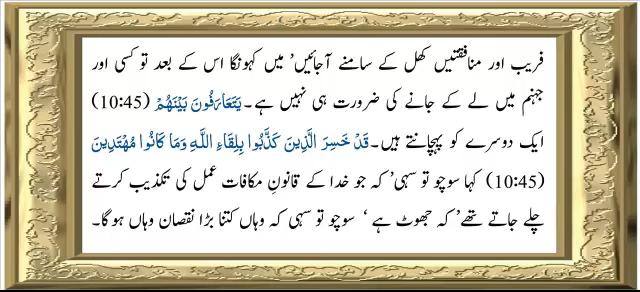 فریب اور منافقتیں کھل کے سامنے آجائیں’ میں کہونگا اس کے بعد تو کسی اور
جہنم میں لے کے جانے کی ضرورت ہی نہیں ہے۔ یَتَعَارَفُونَ بَیْنَهُمْ (10:45)
ایک دوسرے کو پہچانتے ہیں۔ قَدْ خَسِرَ الَّذِینَ كَذَّبُوا بِلِقَاءِ اللَّهِ وَمَا كَانُوا مُهْتَدِينَ
(10:45) کہا سوچو تو سہی’ کہ جو خدا کے قانونِ مکافات عمل کی تکذیب کرتے
چلے جاتے تھے’ کہ جھوٹ ہے ‘ سوچو تو سہی کہ وہاں کتنا بڑا نقصان وہاں ہوگا۔